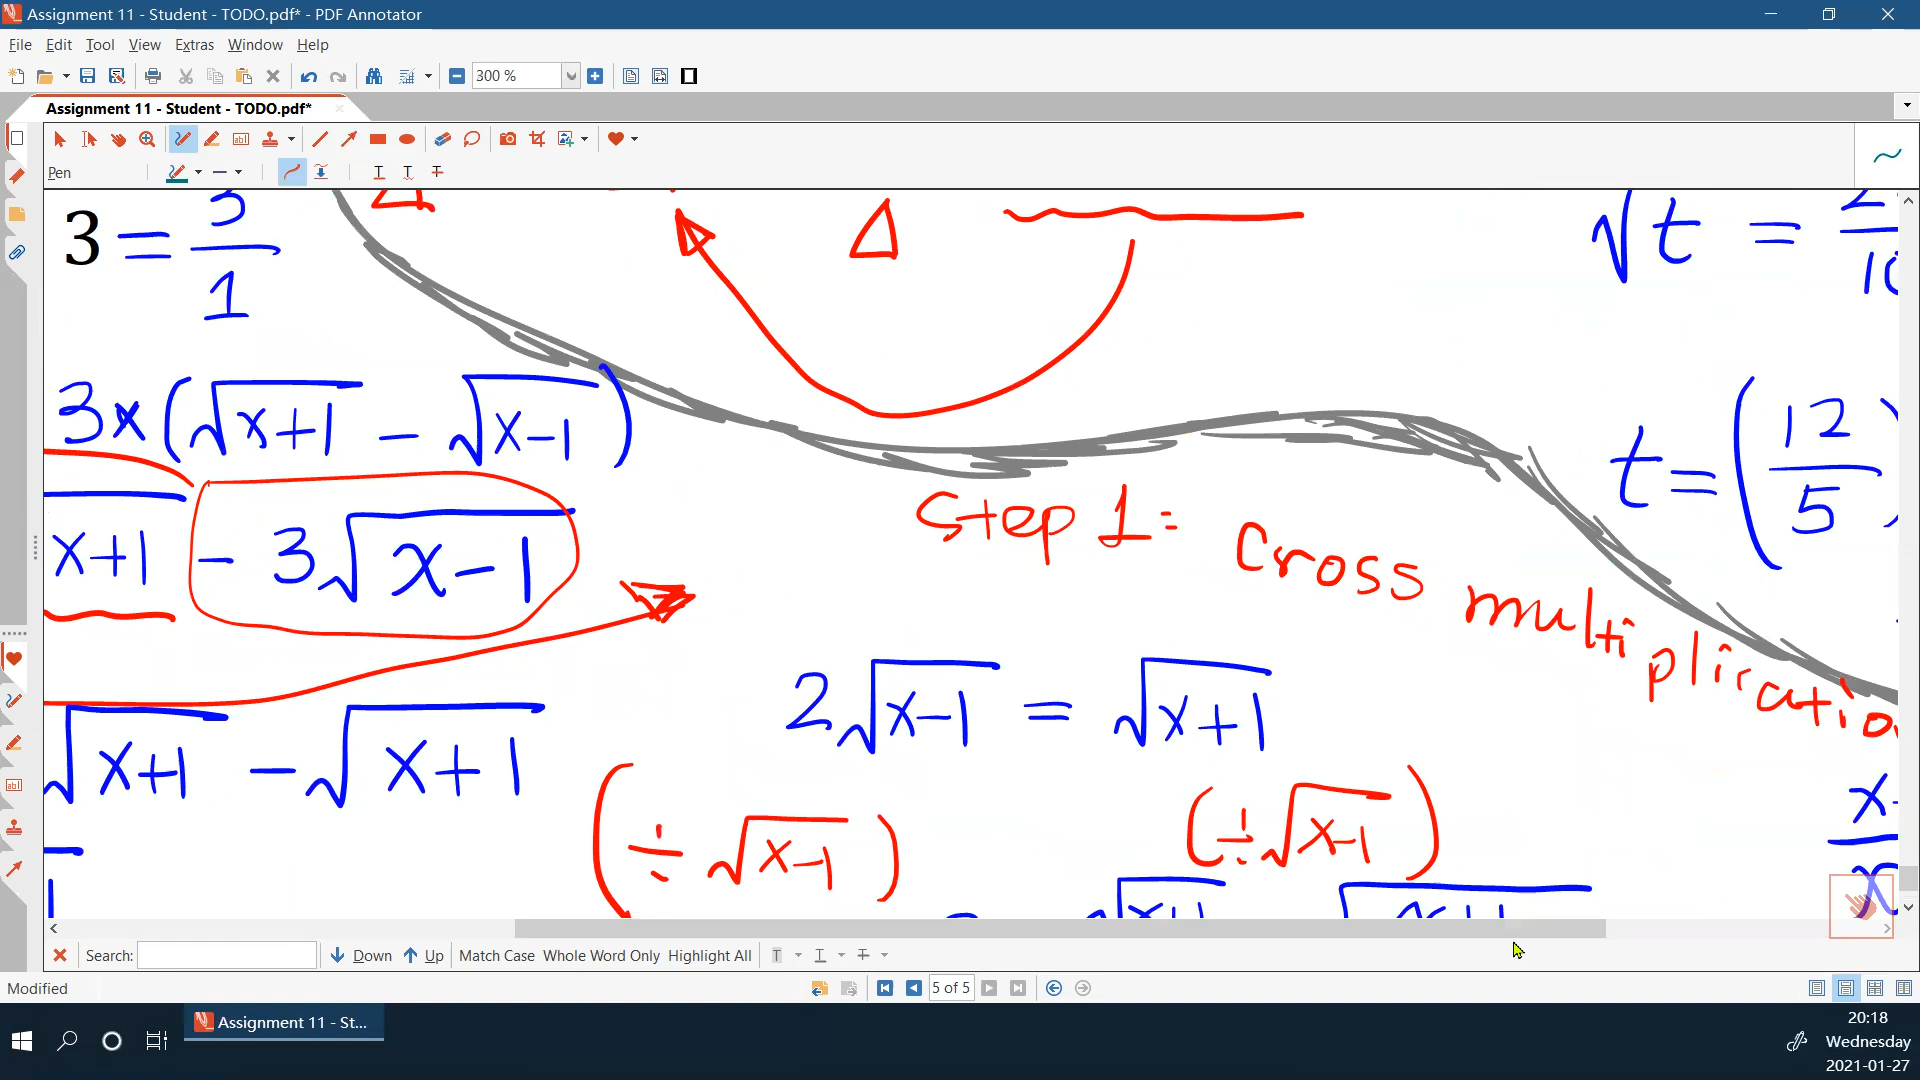 Assignment 11 - Student - TODO.pdf* - PDF Annotator
File Edit Tool View Extras Window Help
300 %
Assignment 11 - Student - TODO.pdf*
Pen
3 = 3/1
√t =
10
3x(√x+1 - √x-1)
t = (12/5)
x+1 - 3√x-1
Step 1: Cross multiplication
2√x-1 = √x+1
√x+1 - √x+1
(÷ √x-1) (÷ √x-1)
Search: Down Up Match Case Whole Word Only Highlight All
Modified 5 of 5
Assignment 11 - St...
20:18
Wednesday
2021-01-27